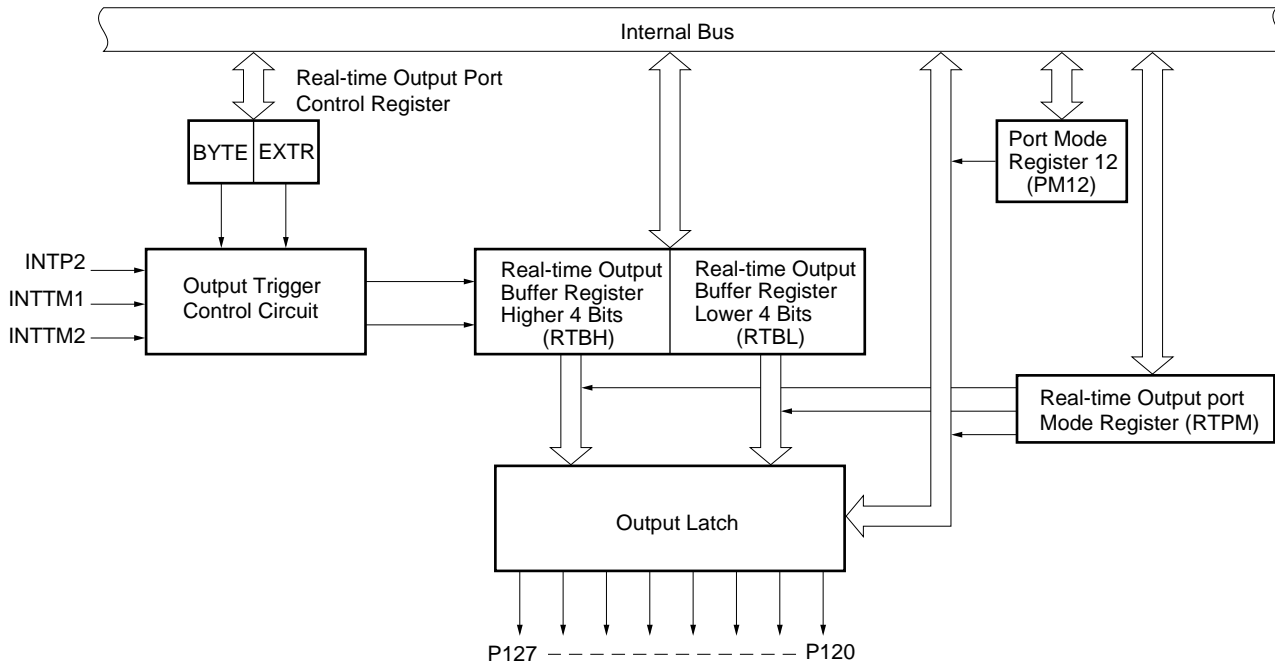 Internal Bus
Real-time Output Port
Control Register
BYTE EXTR
Port Mode
Register 12
(PM12)
INTP2
INTTM1
INTTM2
Output Trigger
Control Circuit
Real-time Output
Buffer Register
Higher 4 Bits
(RTBH)
Real-time Output
Buffer Register
Lower 4 Bits
(RTBL)
Real-time Output port
Mode Register (RTPM)
Output Latch
P127
P120